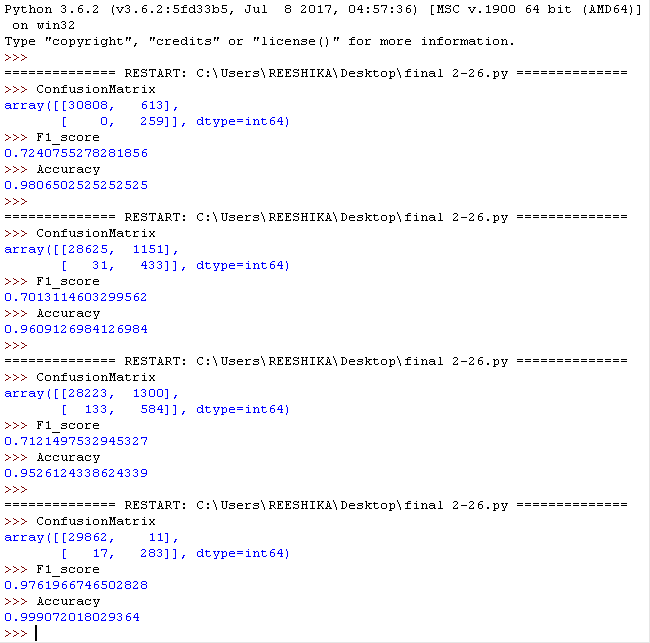 Python 3.6.2 (v3.6.2:5fd33b5, Jul  8 2017, 04:57:36) [MSC v.1900 64 bit (AMD64)]
 on win32
Type "copyright", "credits" or "license()" for more information.
>>>
============== RESTART: C:\Users\REESHIKA\Desktop\final 2-26.py ==============
>>> ConfusionMatrix
array([[30808,   613],
       [    0,   259]], dtype=int64)
>>> F1_score
0.7240755278281856
>>> Accuracy
0.9806502525252525
>>>
============== RESTART: C:\Users\REESHIKA\Desktop\final 2-26.py ==============
>>> ConfusionMatrix
array([[28625,  1151],
       [   31,   433]], dtype=int64)
>>> F1_score
0.7013114603299562
>>> Accuracy
0.9609126984126984
>>>
============== RESTART: C:\Users\REESHIKA\Desktop\final 2-26.py ==============
>>> ConfusionMatrix
array([[28223,  1300],
       [  133,   584]], dtype=int64)
>>> F1_score
0.7121497532945327
>>> Accuracy
0.9526124338624339
>>>
============== RESTART: C:\Users\REESHIKA\Desktop\final 2-26.py ==============
>>> ConfusionMatrix
array([[29862,    11],
       [   17,   283]], dtype=int64)
>>> F1_score
0.9761966746502828
>>> Accuracy
0.999072018029364
>>>